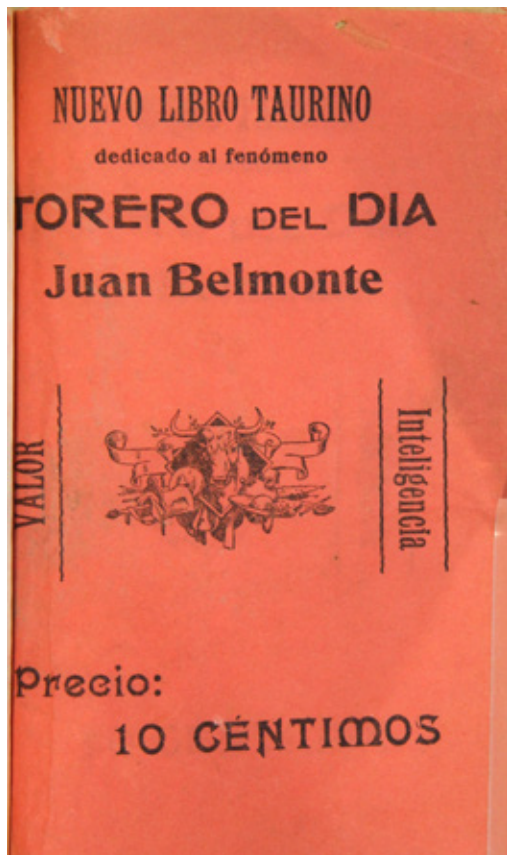 NUEVO LIBRO TAURINO
dedicado al fenómeno
TORERO DEL DIA
Juan Belmonte
VALOR
Inteligencia
Precio:
10 CÉNTIMOS